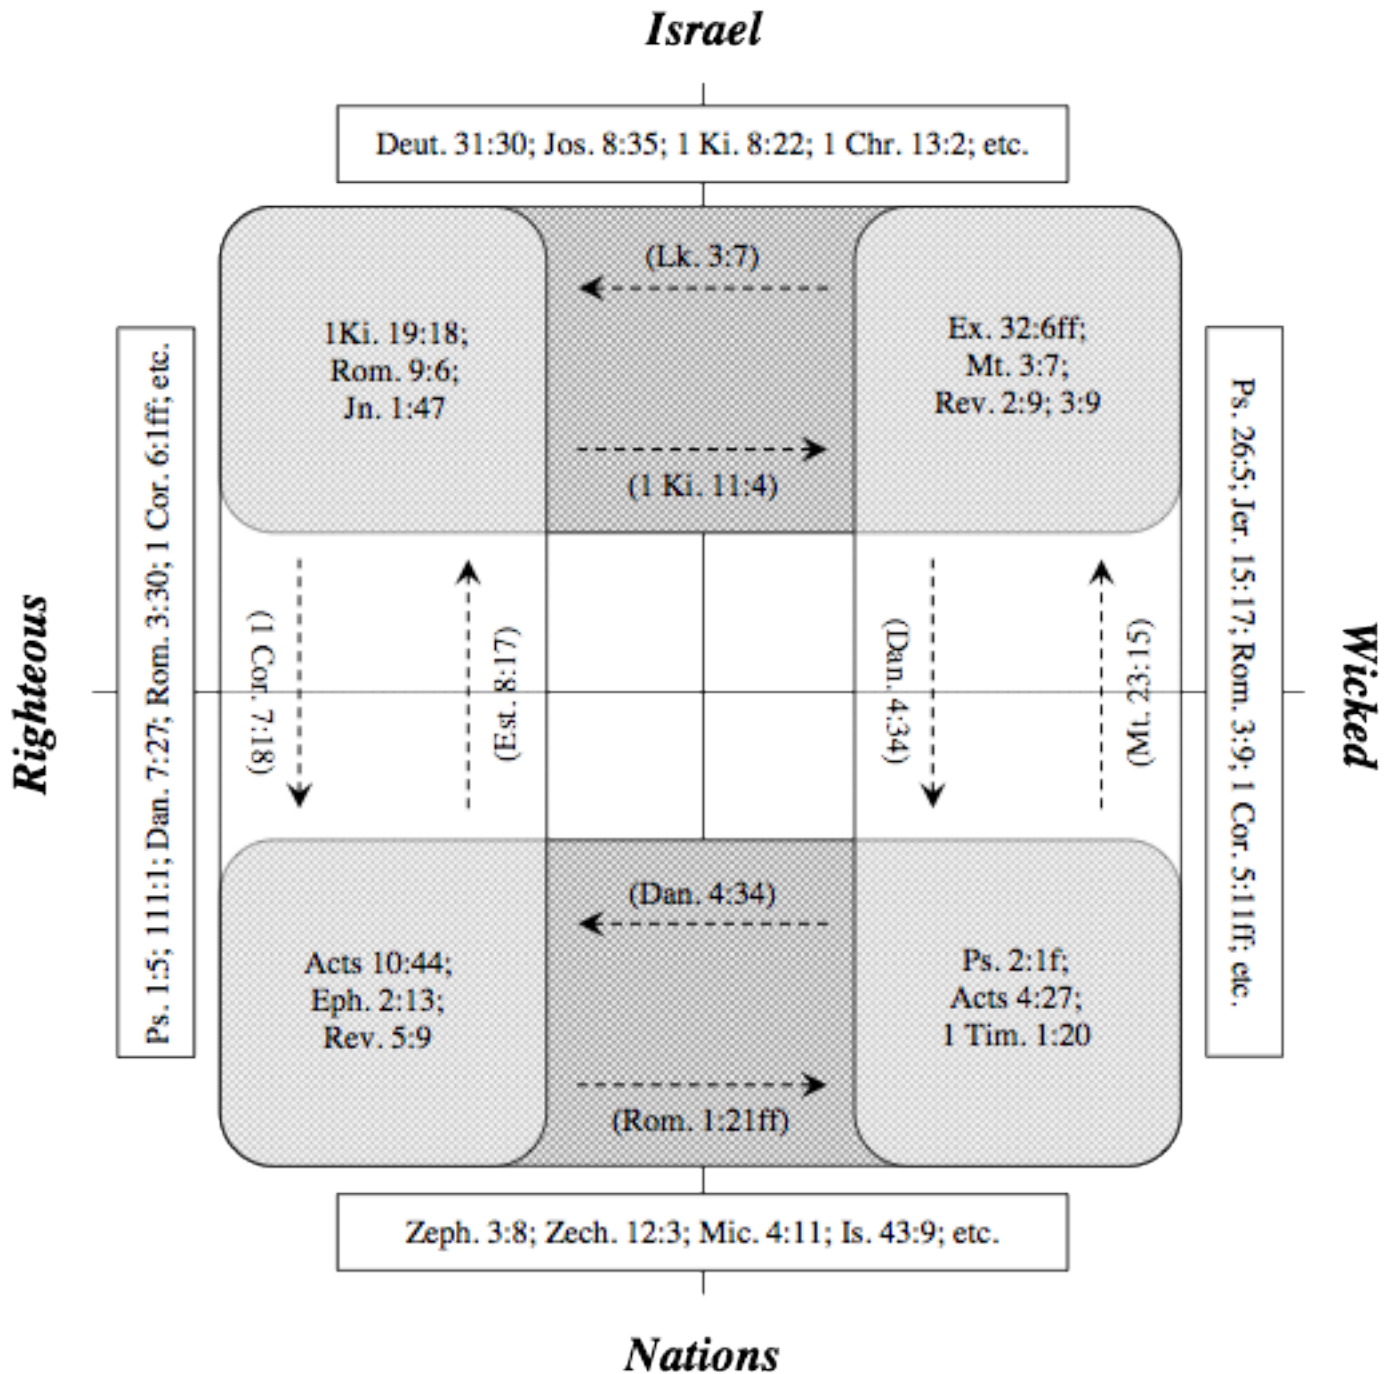 Israel
Deut. 31:30; Jos. 8:35; 1 Ki. 8:22; 1 Chr. 13:2; etc.
(Lk. 3:7)
1Ki. 19:18;
Rom. 9:6;
Jn. 1:47
Ex. 32:6ff;
Mt. 3:7;
Rev. 2:9; 3:9
(1 Ki. 11:4)
Righteous
Ps. 1:5; 111:1; Dan. 7:27; Rom. 3:30; 1 Cor. 6:1ff; etc.
(1 Cor. 7:18)
(Est. 8:17)
(Dan. 4:34)
(Mt. 23:15)
Ps. 26:5; Jer. 15:17; Rom. 3:9; 1 Cor. 5:11ff; etc.
Wicked
(Dan. 4:34)
Acts 10:44;
Eph. 2:13;
Rev. 5:9
Ps. 2:1f;
Acts 4:27;
1 Tim. 1:20
(Rom. 1:21ff)
Zeph. 3:8; Zech. 12:3; Mic. 4:11; Is. 43:9; etc.
Nations